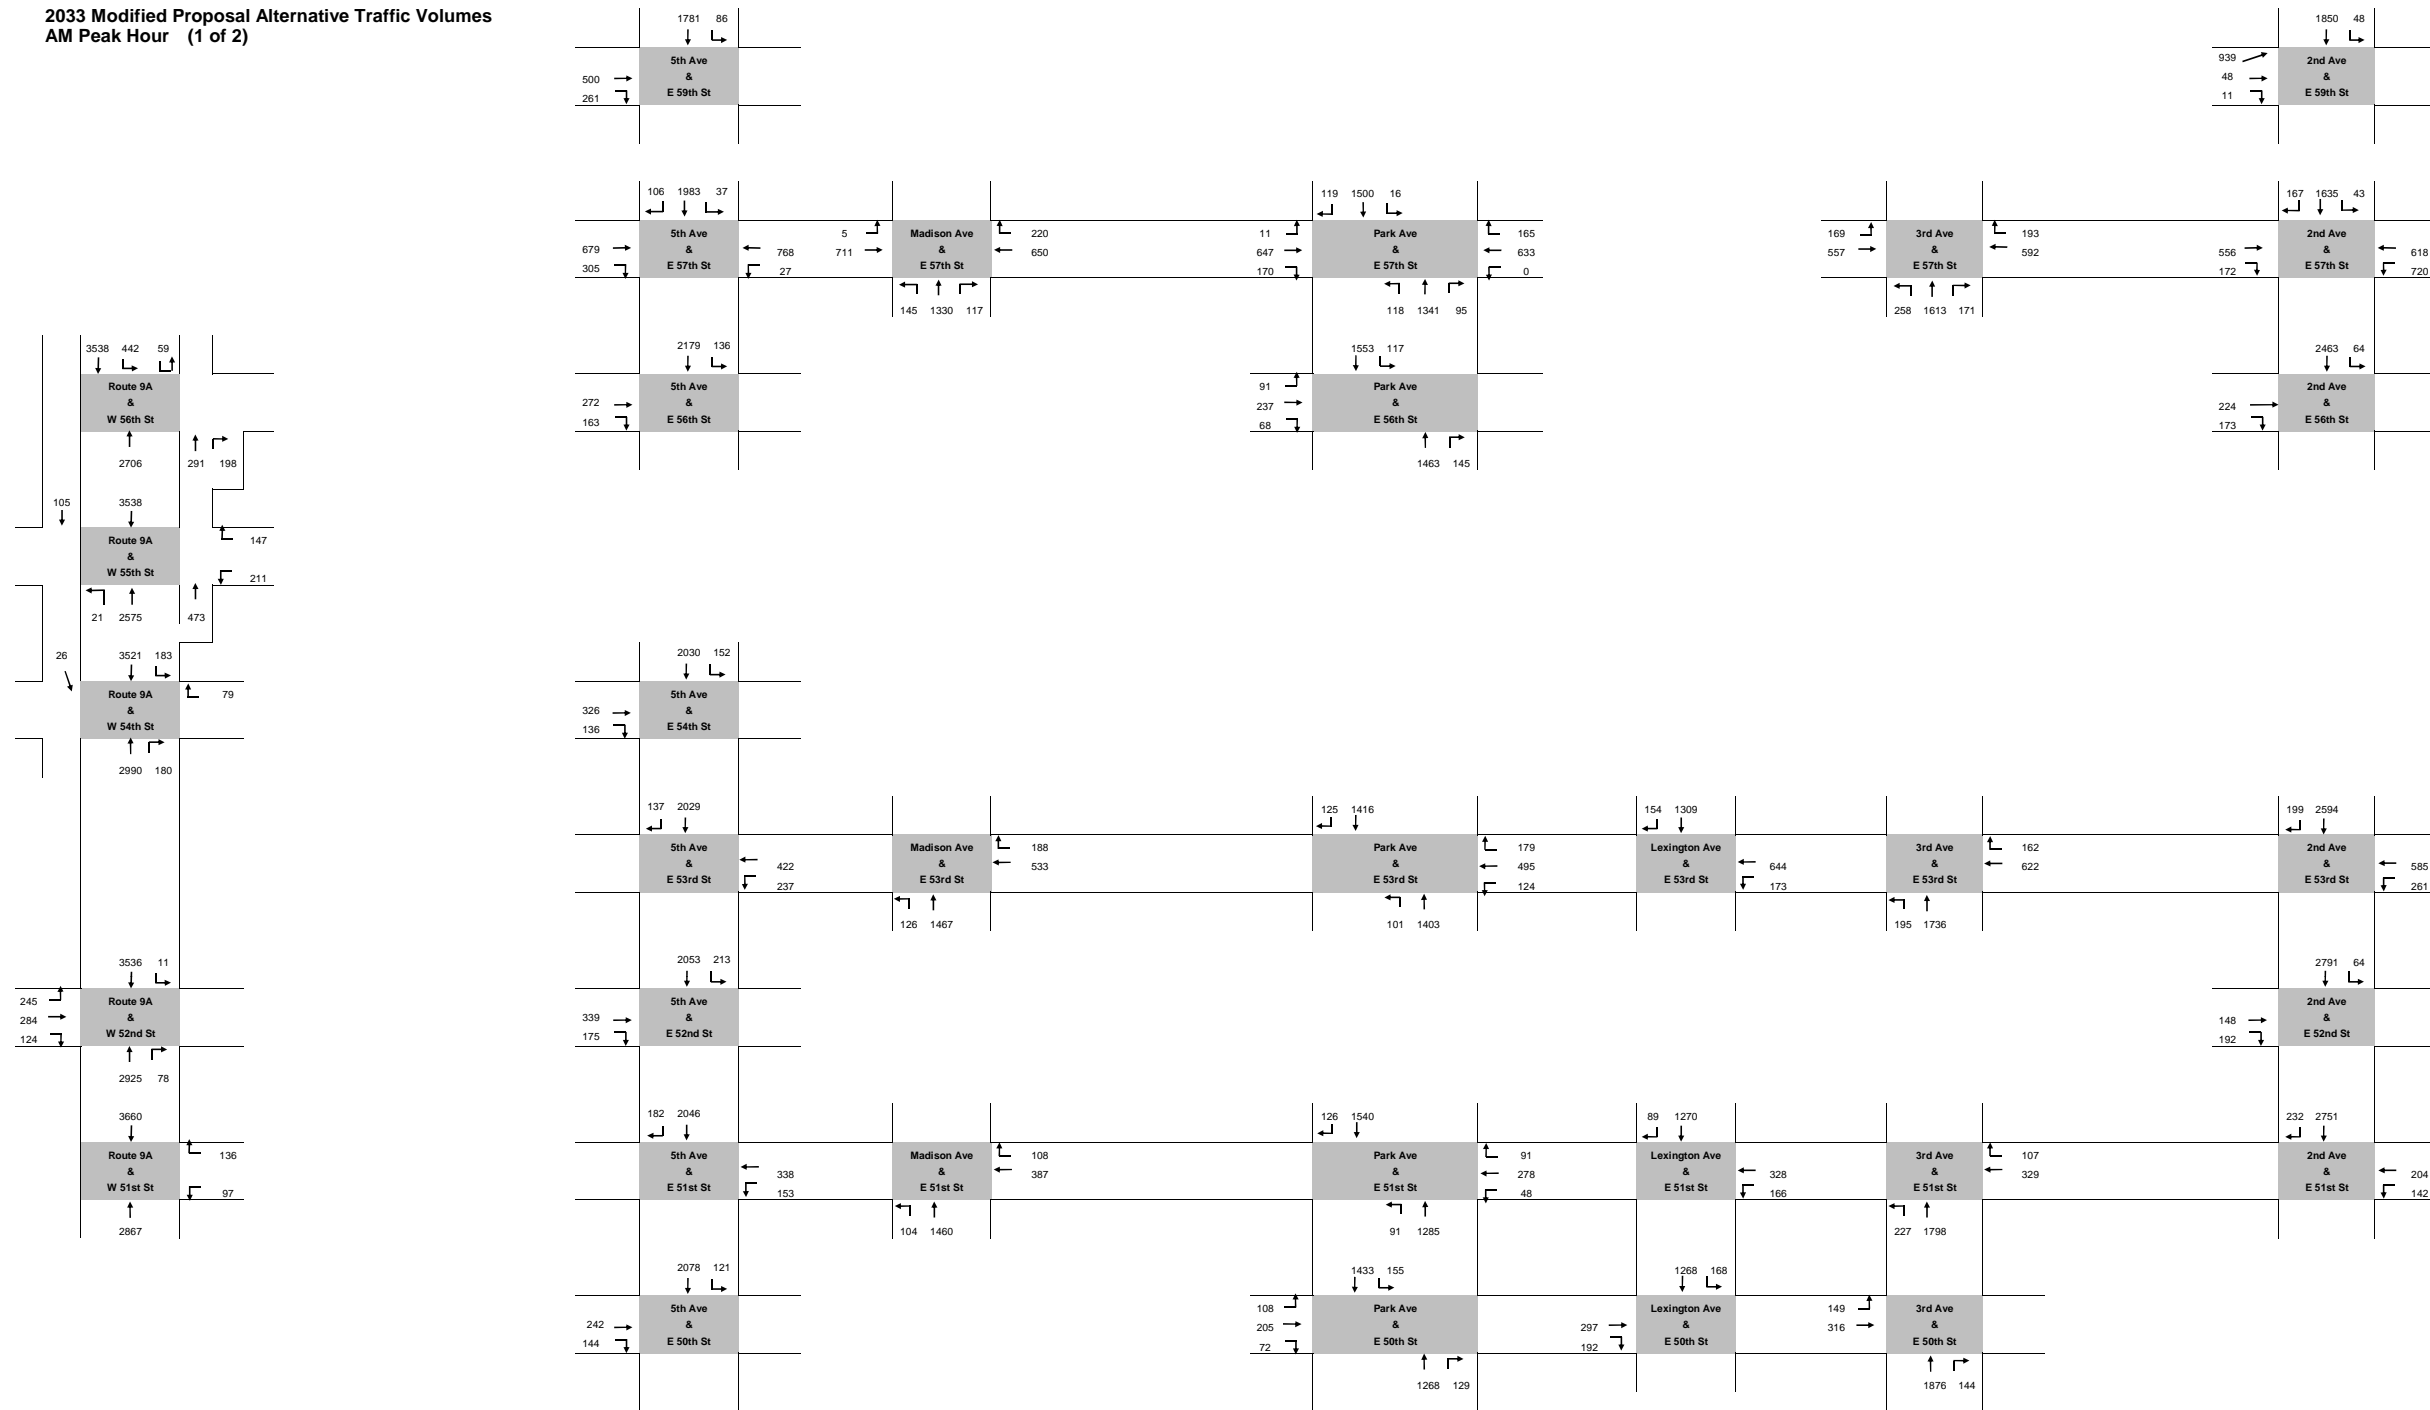 2033 Modified Proposal Alternative Traffic Volumes
AM Peak Hour (1 of 2)
1781 86
5th Ave
&
E 59th St
500
261
1850 48
939
48
11
2nd Ave
&
E 59th St
106 1983 37
679
305
5th Ave
&
E 57th St
768
27
5
711
Madison Ave
&
E 57th St
220
650
145 1330 117
119 1500 16
11
647
170
Park Ave
&
E 57th St
165
633
0
118 1341 95
169
557
3rd Ave
&
E 57th St
193
592
258 1613 171
167 1635 43
556
172
2nd Ave
&
E 57th St
618
720
3538 442 59
Route 9A
&
W 56th St
2706 291 198
2179 136
272
163
5th Ave
&
E 56th St
1553 117
91
237
68
Park Ave
&
E 56th St
1463 145
2463 64
224
173
2nd Ave
&
E 56th St
105 3538
Route 9A
&
W 55th St
147
211
21 2575 473
26 3521 183
Route 9A
&
W 54th St
79
2990 180
2030 152
326
136
5th Ave
&
E 54th St
137 2029
5th Ave
&
E 53rd St
422
237
Madison Ave
&
E 53rd St
188
533
126 1467
125 1416
Park Ave
&
E 53rd St
179
495
124
101 1403
154 1309
Lexington Ave
&
E 53rd St
644
173
3rd Ave
&
E 53rd St
162
622
195 1736
199 2594
2nd Ave
&
E 53rd St
585
261
3536 11
245
284
124
Route 9A
&
W 52nd St
2925 78
2053 213
339
175
5th Ave
&
E 52nd St
2791 64
148
192
2nd Ave
&
E 52nd St
3660
Route 9A
&
W 51st St
136
97
2867
182 2046
5th Ave
&
E 51st St
338
153
Madison Ave
&
E 51st St
108
387
104 1460
126 1540
Park Ave
&
E 51st St
91
278
48
91 1285
89 1270
Lexington Ave
&
E 51st St
328
166
3rd Ave
&
E 51st St
107
329
227 1798
232 2751
2nd Ave
&
E 51st St
204
142
2078 121
242
144
5th Ave
&
E 50th St
1433 155
108
205
72
Park Ave
&
E 50th St
1268 129
1268 168
297
192
Lexington Ave
&
E 50th St
149
316
3rd Ave
&
E 50th St
1876 144